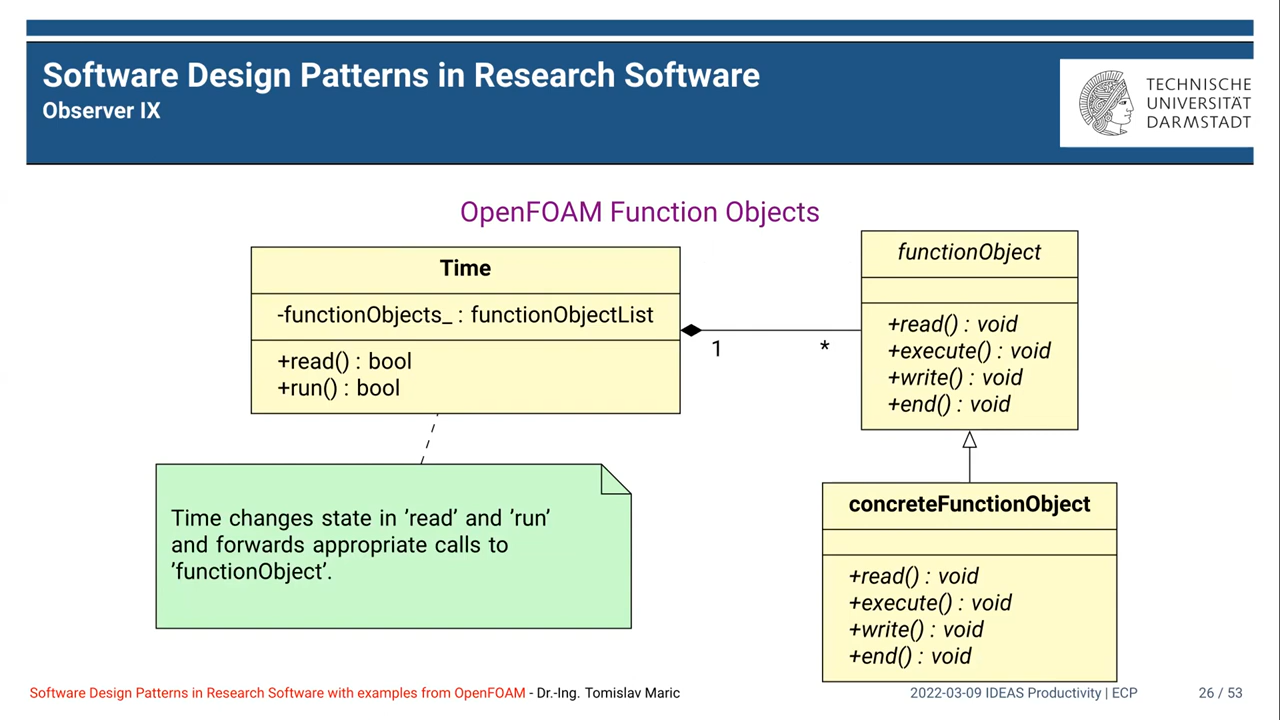 Software Design Patterns in Research Software
Observer IX
TECHNISCHE
UNIVERSITÄT
DARMSTADT
OpenFOAM Function Objects
Time
-functionObjects_ : functionObjectList
+read() : bool
+run() : bool
1
*
functionObject
+read() : void
+execute() : void
+write() : void
+end() : void
Time changes state in ’read’ and ’run’
and forwards appropriate calls to
’functionObject’.
concreteFunctionObject
+read() : void
+execute() : void
+write() : void
+end() : void
Software Design Patterns in Research Software with examples from OpenFOAM - Dr.-Ing. Tomislav Maric
2022-03-09 IDEAS Productivity | ECP
26 / 53